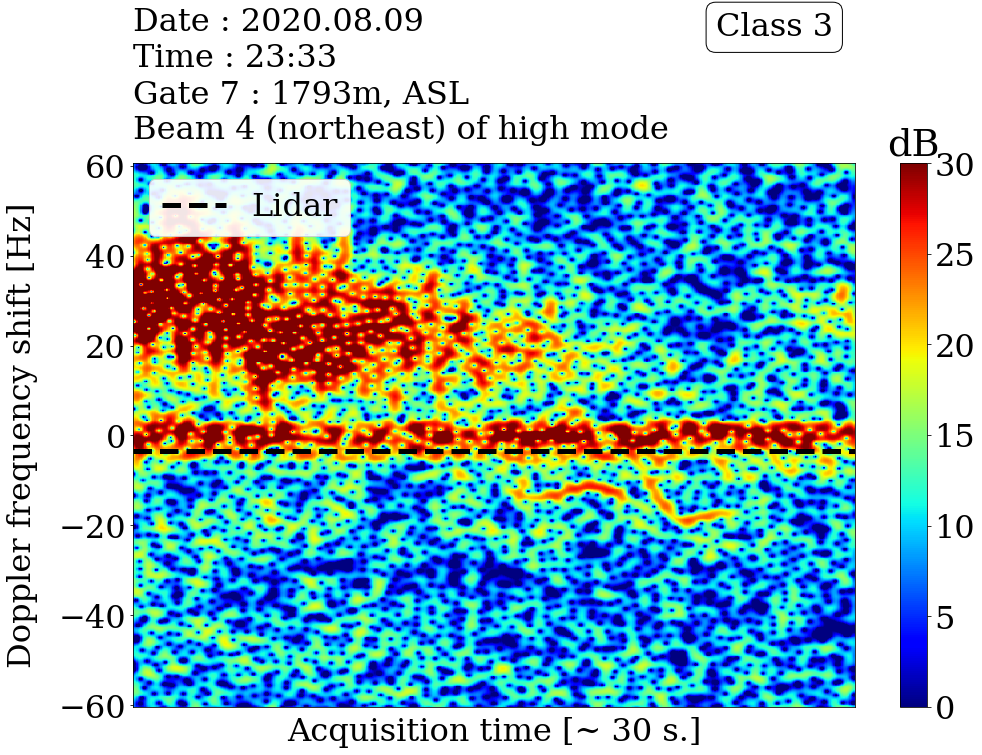 Date : 2020.08.09
Time : 23:33
Gate 7 : 1793m, ASL
Beam 4 (northeast) of high mode
Class 3
dB
Lidar
60
40
20
0
−20
−40
−60
30
25
20
15
10
5
0
Doppler frequency shift [Hz]
Acquisition time [~ 30 s.]